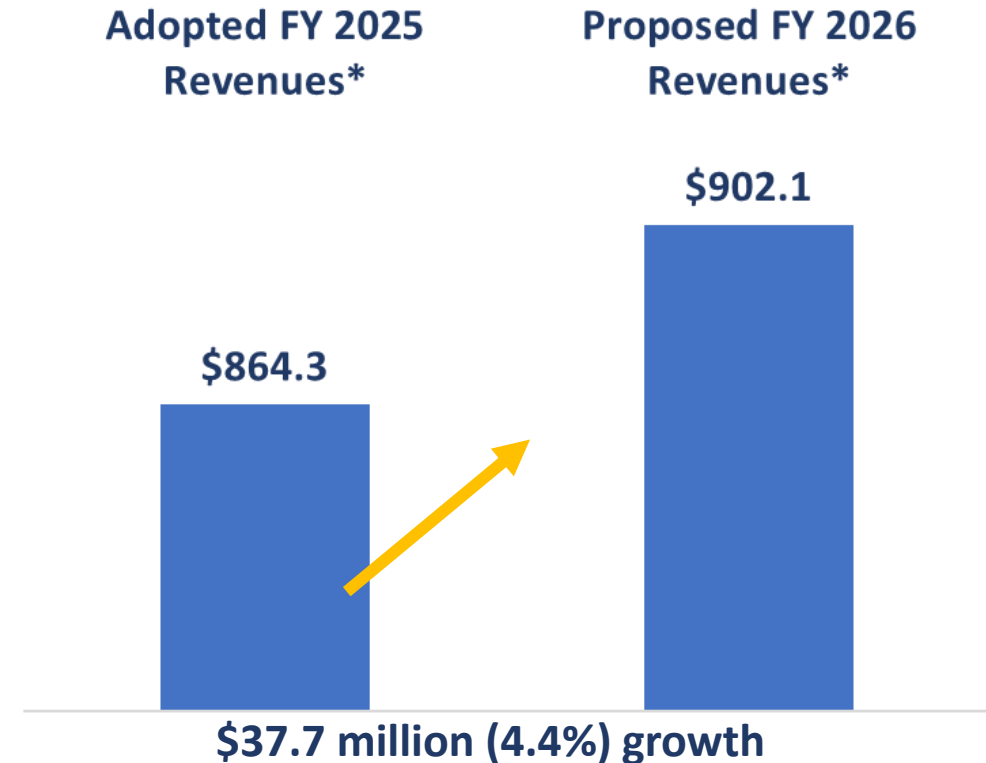 Adopted FY 2025
Revenues*
Proposed FY 2026
Revenues*
$902.1
$864.3
$37.7 million (4.4%) growth